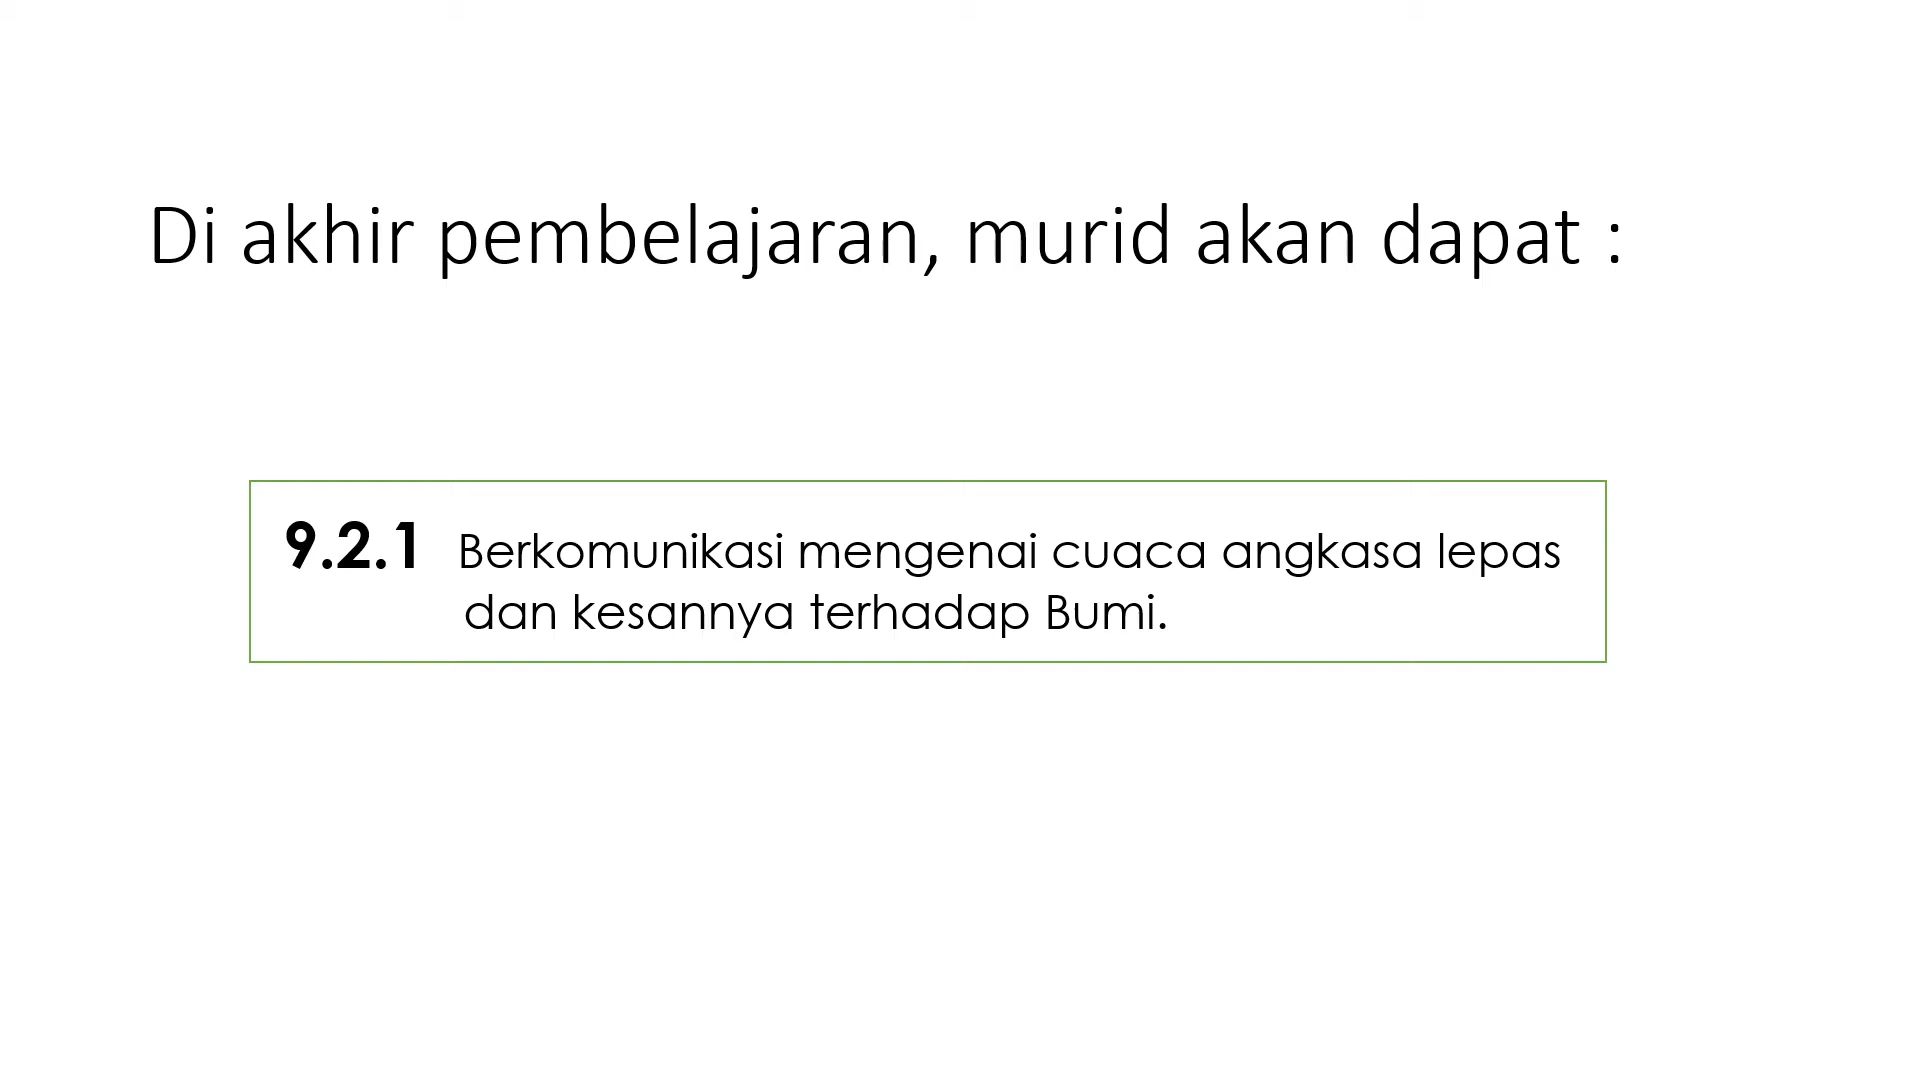 Di akhir pembelajaran, murid akan dapat :
9.2.1 Berkomunikasi mengenai cuaca angkasa lepas
dan kesannya terhadap Bumi.